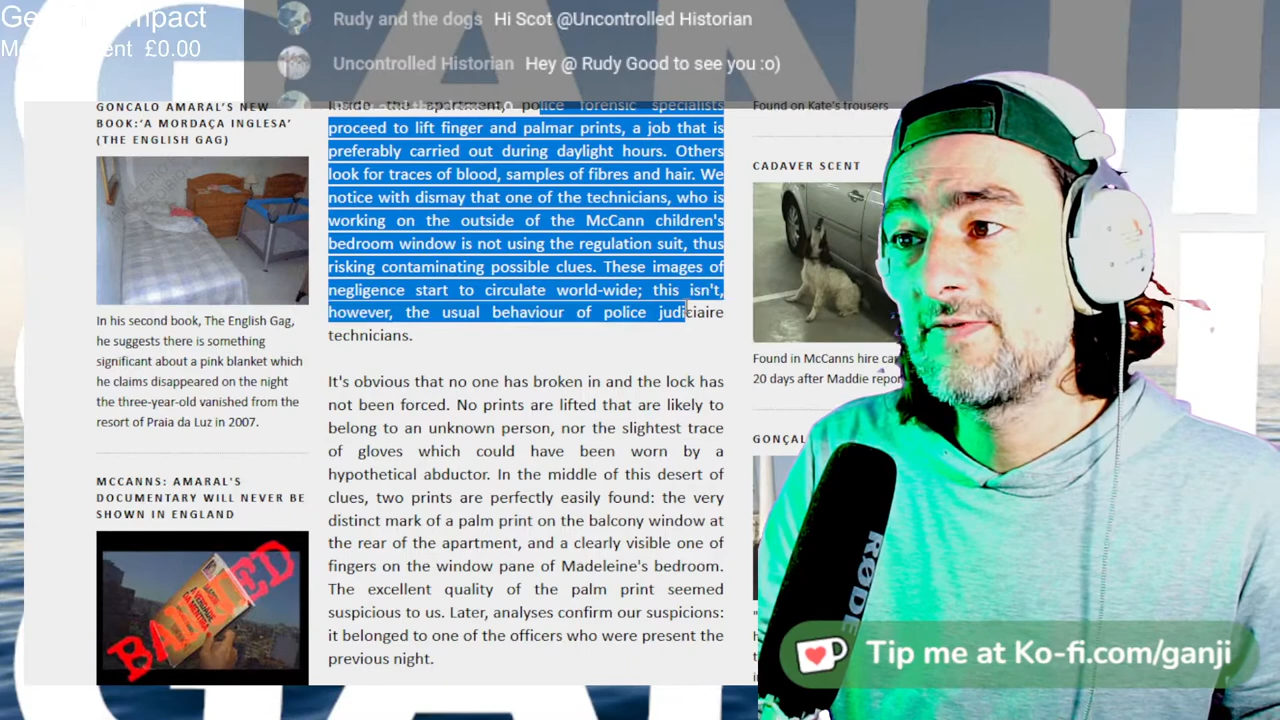 Rudy and the dogs Hi Scot @Uncontrolled Historian
Uncontrolled Historian Hey @ Rudy Good to see you :o)
£0.00
GONCALO AMARAL'S NEW
BOOK:'A MORDAÇA INGLESA'
(THE ENGLISH GAG)
In his second book, The English Gag,
he suggests there is something
significant about a pink blanket which
he claims disappeared on the night
the three-year-old vanished from the
resort of Praia da Luz in 2007.
MCCANNS: AMARAL'S
DOCUMENTARY WILL NEVER BE
SHOWN IN ENGLAND
BANNED
inside the apartment, police forensic specialists
proceed to lift finger and palmar prints, a job that is
preferably carried out during daylight hours. Others
look for traces of blood, samples of fibres and hair. We
notice with dismay that one of the technicians, who is
working on the outside of the McCann children's
bedroom window is not using the regulation suit, thus
risking contaminating possible clues. These images of
negligence start to circulate world-wide; this isn't,
however, the usual behaviour of police judiciaire
technicians.
It's obvious that no one has broken in and the lock has
not been forced. No prints are lifted that are likely to
belong to an unknown person, nor the slightest trace
of gloves which could have been worn by a
hypothetical abductor. In the middle of this desert of
clues, two prints are perfectly easily found: the very
distinct mark of a palm print on the balcony window at
the rear of the apartment, and a clearly visible one of
fingers on the window pane of Madeleine's bedroom.
The excellent quality of the palm print seemed
suspicious to us. Later, analyses confirm our suspicions:
it belonged to one of the officers who were present the
previous night.
Found on Kate's trousers
CADAVER SCENT
Found in McCanns hire
20 days after Maddie
RØDE
Tip me at Ko-fi.com/ganji